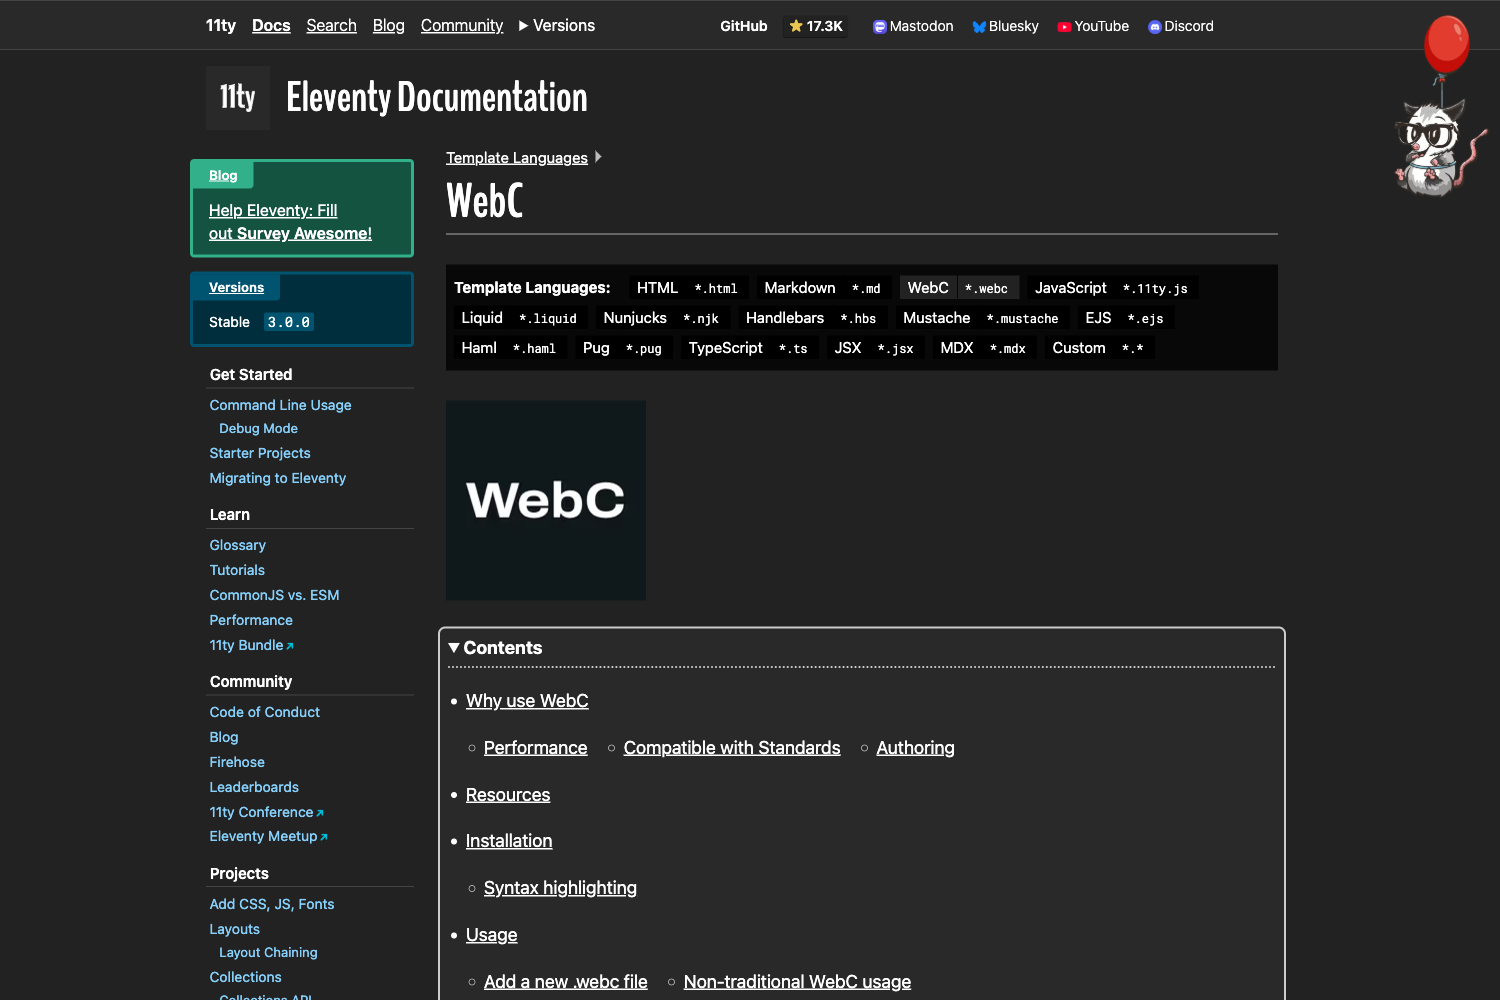 11ty Docs Search Blog Community Versions GitHub 17.3K Mastodon Bluesky YouTube Discord
11ty Eleventy Documentation
Blog
Help Eleventy: Fill
out Survey Awesome!
Versions
Stable 3.0.0
Get Started
Command Line Usage
Debug Mode
Starter Projects
Migrating to Eleventy
Learn
Glossary
Tutorials
CommonJS vs. ESM
Performance
11ty Bundle
Community
Code of Conduct
Blog
Firehose
Leaderboards
11ty Conference
Eleventy Meetup
Projects
Add CSS, JS, Fonts
Layouts
Layout Chaining
Collections
Collections API
Template Languages
WebC
Template Languages: HTML *.html Markdown *.md WebC *.webc JavaScript *.11ty.js
Liquid *.liquid Nunjucks *.njk Handlebars *.hbs Mustache *.mustache EJS *.ejs
Haml *.haml Pug *.pug TypeScript *.ts JSX *.jsx MDX *.mdx Custom *.*
WebC
Contents
Why use WebC
Performance Compatible with Standards Authoring
Resources
Installation
Syntax highlighting
Usage
Add a new .webc file Non-traditional WebC usage